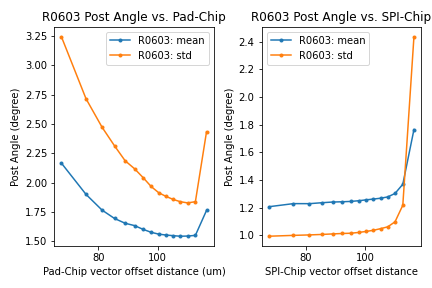 R0603 Post Angle vs. Pad-Chip
R0603: mean
R0603: std
Post Angle (degree)
3.25
3.00
2.75
2.50
2.25
2.00
1.75
1.50
80
100
Pad-Chip vector offset distance (um)
R0603 Post Angle vs. SPI-Chip
R0603: mean
R0603: std
Post Angle (degree)
2.4
2.2
2.0
1.8
1.6
1.4
1.2
1.0
80
100
SPI-Chip vector offset distance